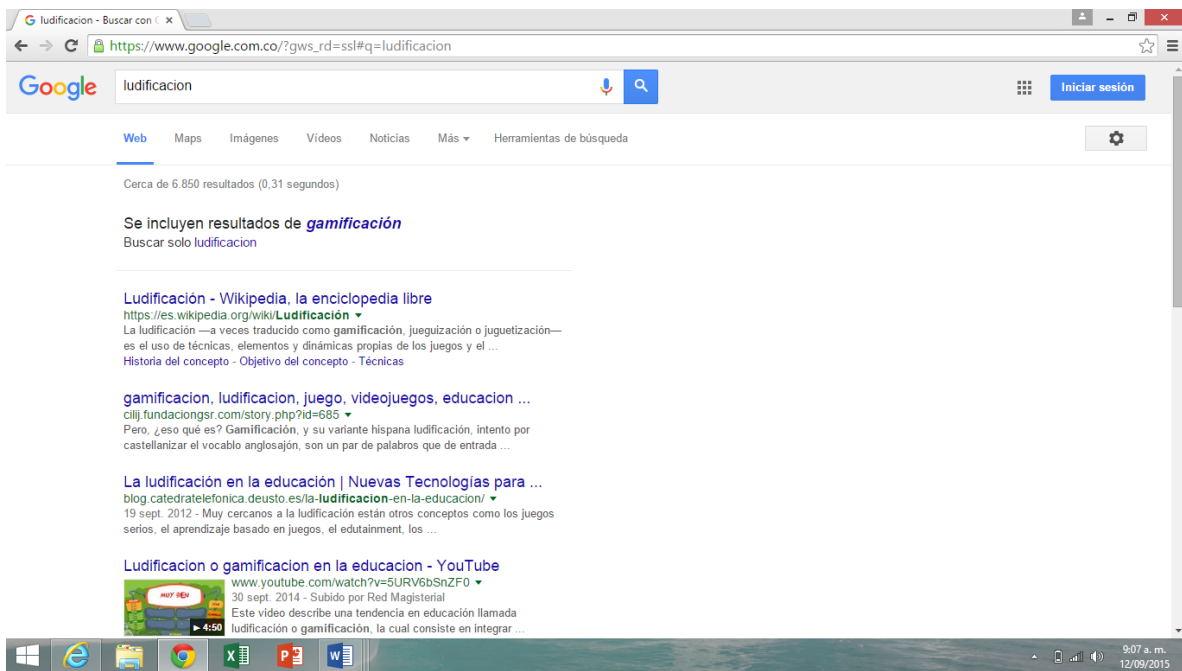 ludificacion - Buscar con
https://www.google.com.co/?gws_rd=ssl#q=ludificacion
Google
ludificacion
Iniciar sesión
Web Maps Imágenes Vídeos Noticias Más Herramientas de búsqueda
Cerca de 6.850 resultados (0,31 segundos)
Se incluyen resultados de gamificación
Buscar solo ludificacion
Ludificación - Wikipedia, la enciclopedia libre
https://es.wikipedia.org/wiki/Ludificación
La ludificación —a veces traducido como gamificación, jueguización o juguetización—
es el uso de técnicas, elementos y dinámicas propias de los juegos y el ...
Historia del concepto - Objetivo del concepto - Técnicas
gamificacion, ludificacion, juego, videojuegos, educacion ...
cilij.fundaciongsr.com/story.php?id=685
Pero, ¿eso qué es? Gamificación, y su variante hispana ludificación, intento por
castellanizar el vocablo anglosajón, son un par de palabros que de entrada ...
La ludificación en la educación | Nuevas Tecnologías para ...
blog.catedratelefonica.deusto.es/la-ludificacion-en-la-educacion/
19 sept. 2012 - Muy cercanos a la ludificación están otros conceptos como los juegos
serios, el aprendizaje basado en juegos, el edutainment, los ...
Ludificacion o gamificacion en la educacion - YouTube
www.youtube.com/watch?v=5URV6bSnZF0
30 sept. 2014 - Subido por Red Magisterial
Este video describe una tendencia en educación llamada
ludificación o gamificación, la cual consiste en integrar ...
MUY BIEN
4:50
9:07 a. m.
12/09/2015